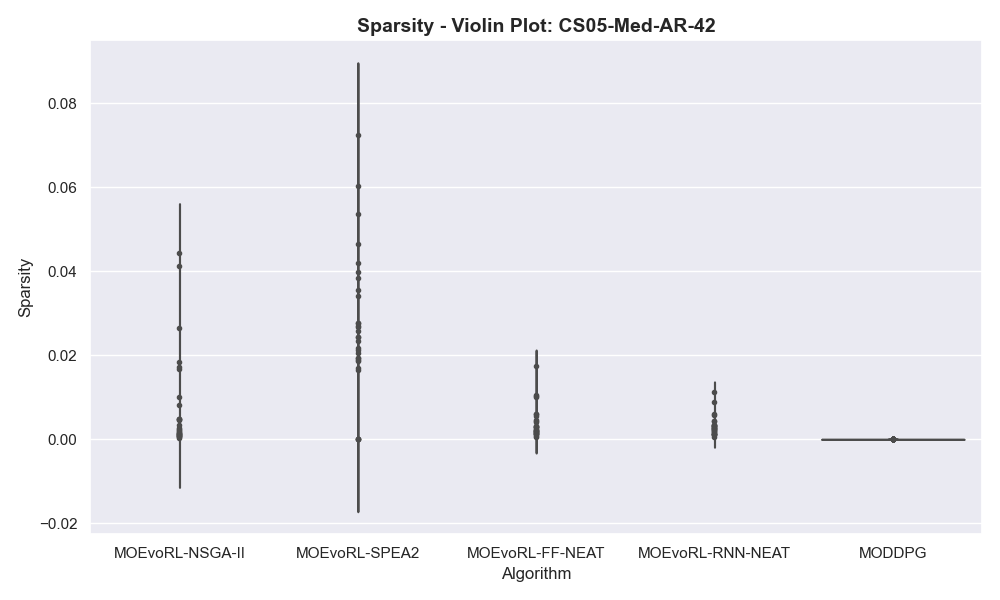 Sparsity - Violin Plot: CS05-Med-AR-42
Sparsity
0.08
0.06
0.04
0.02
0.00
−0.02
MOEvoRL-NSGA-II
MOEvoRL-SPEA2
MOEvoRL-FF-NEAT
MOEvoRL-RNN-NEAT
MODDPG
Algorithm